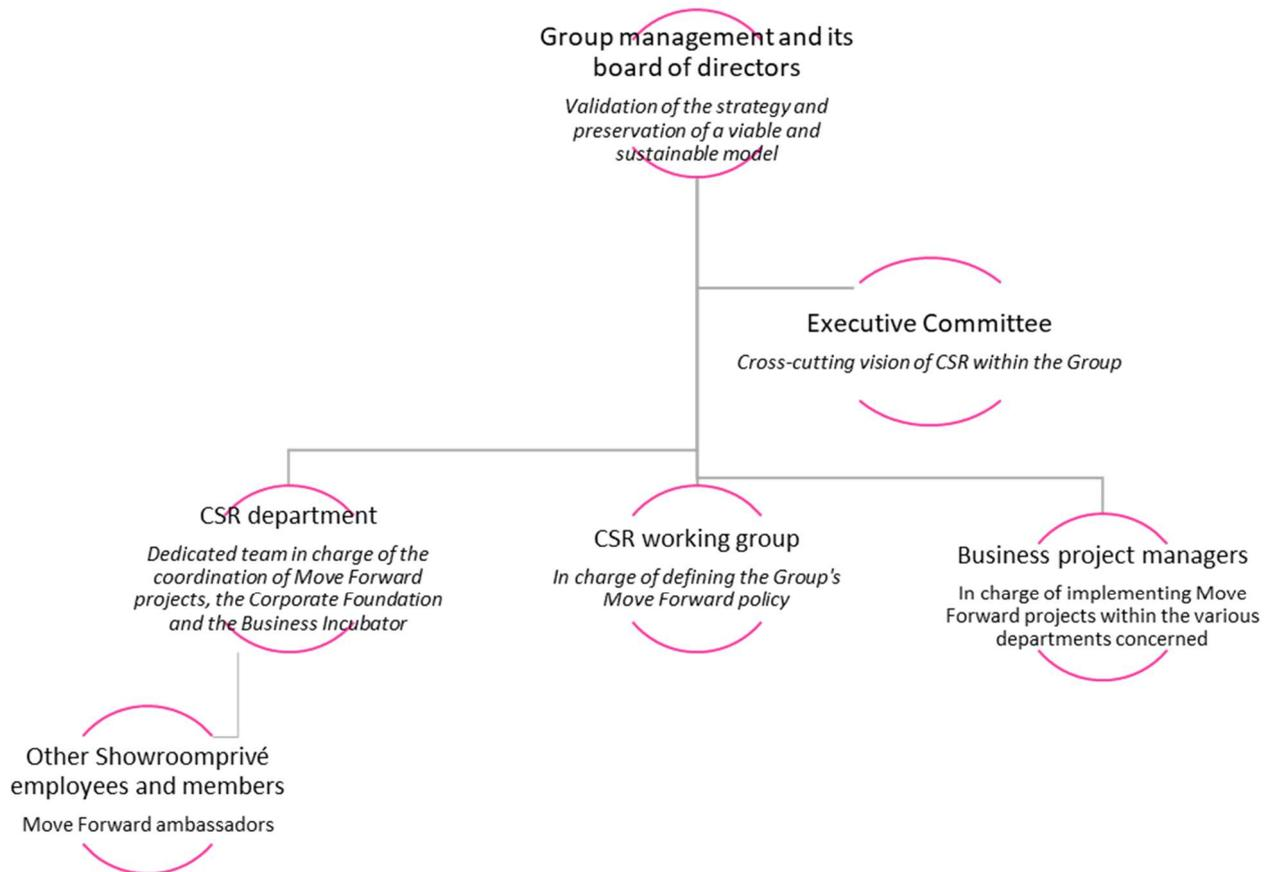 Group management and its
board of directors
Validation of the strategy and
preservation of a viable and
sustainable model
Executive Committee
Cross-cutting vision of CSR within the Group
CSR department
Dedicated team in charge of the
coordination of Move Forward
projects, the Corporate Foundation
and the Business Incubator
CSR working group
In charge of defining the Group's
Move Forward policy
Business project managers
In charge of implementing Move
Forward projects within the various
departments concerned
Other Showroomprivé
employees and members
Move Forward ambassadors